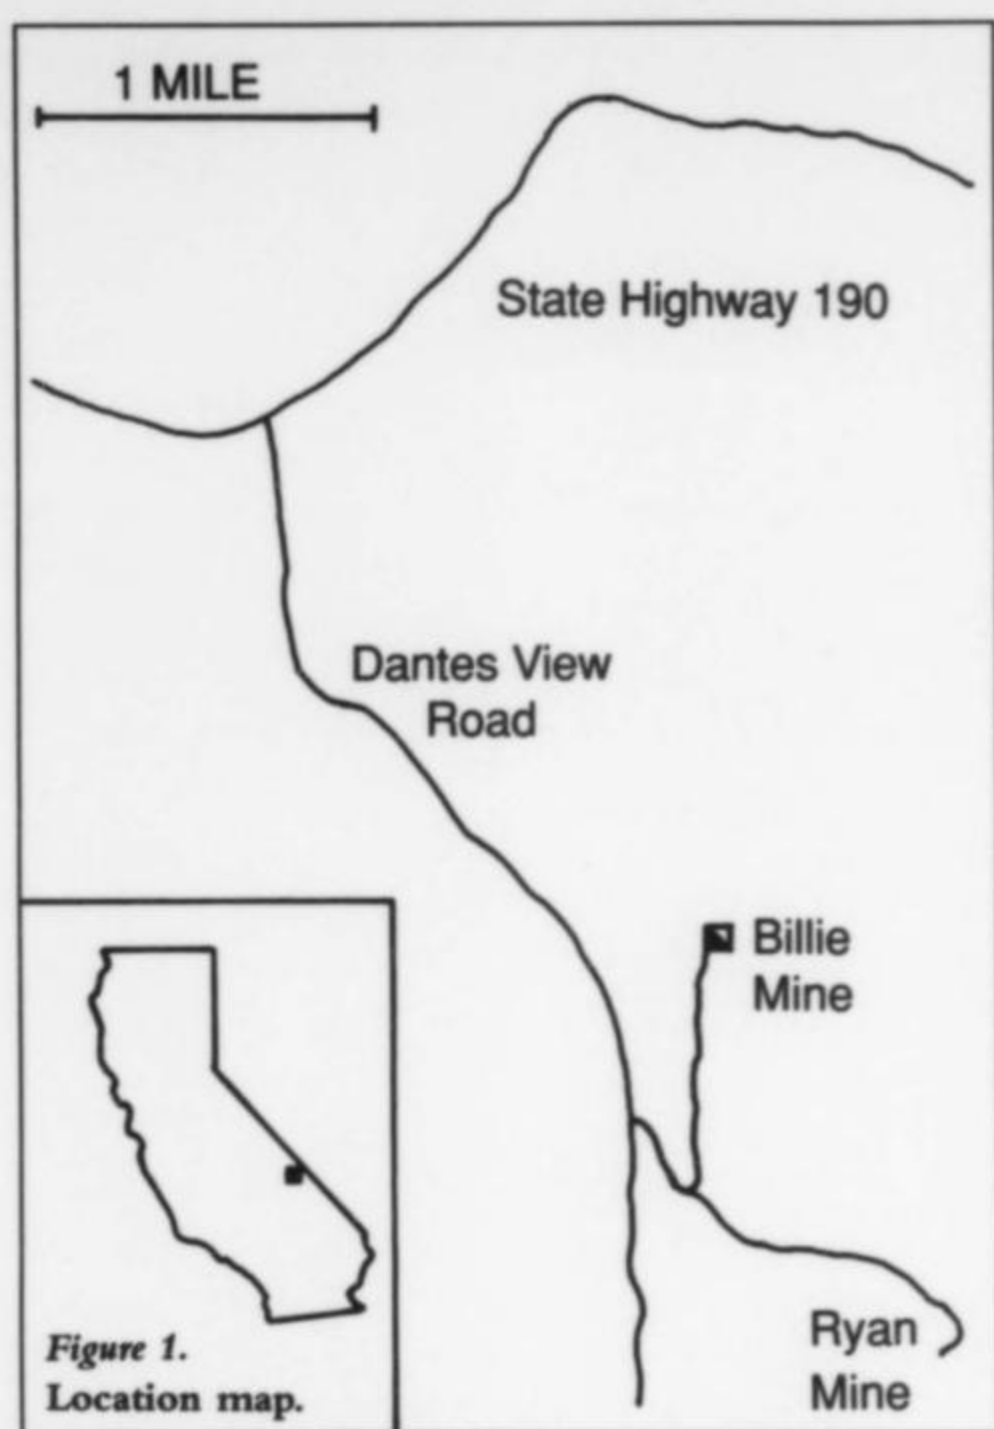 1 MILE
State Highway 190
Dantes View
Road
Billie
Mine
Ryan
Mine
Figure 1.
Location map.